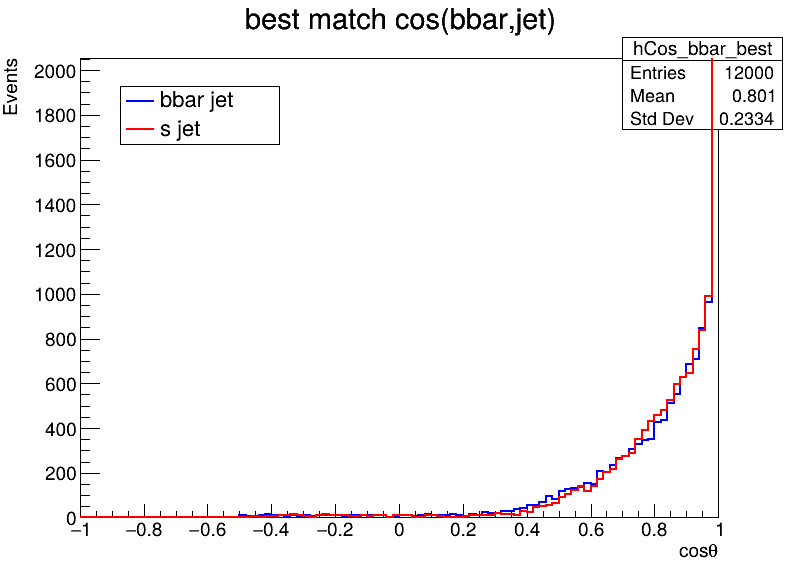 best match cos(bbar,jet)
hCos_bbar_best
Entries 12000
Mean 0.801
Std Dev 0.2334
bbar jet
s jet
Events
2000
1800
1600
1400
1200
1000
800
600
400
200
0
−1 −0.8 −0.6 −0.4 −0.2 0 0.2 0.4 0.6 0.8 1
cosθ